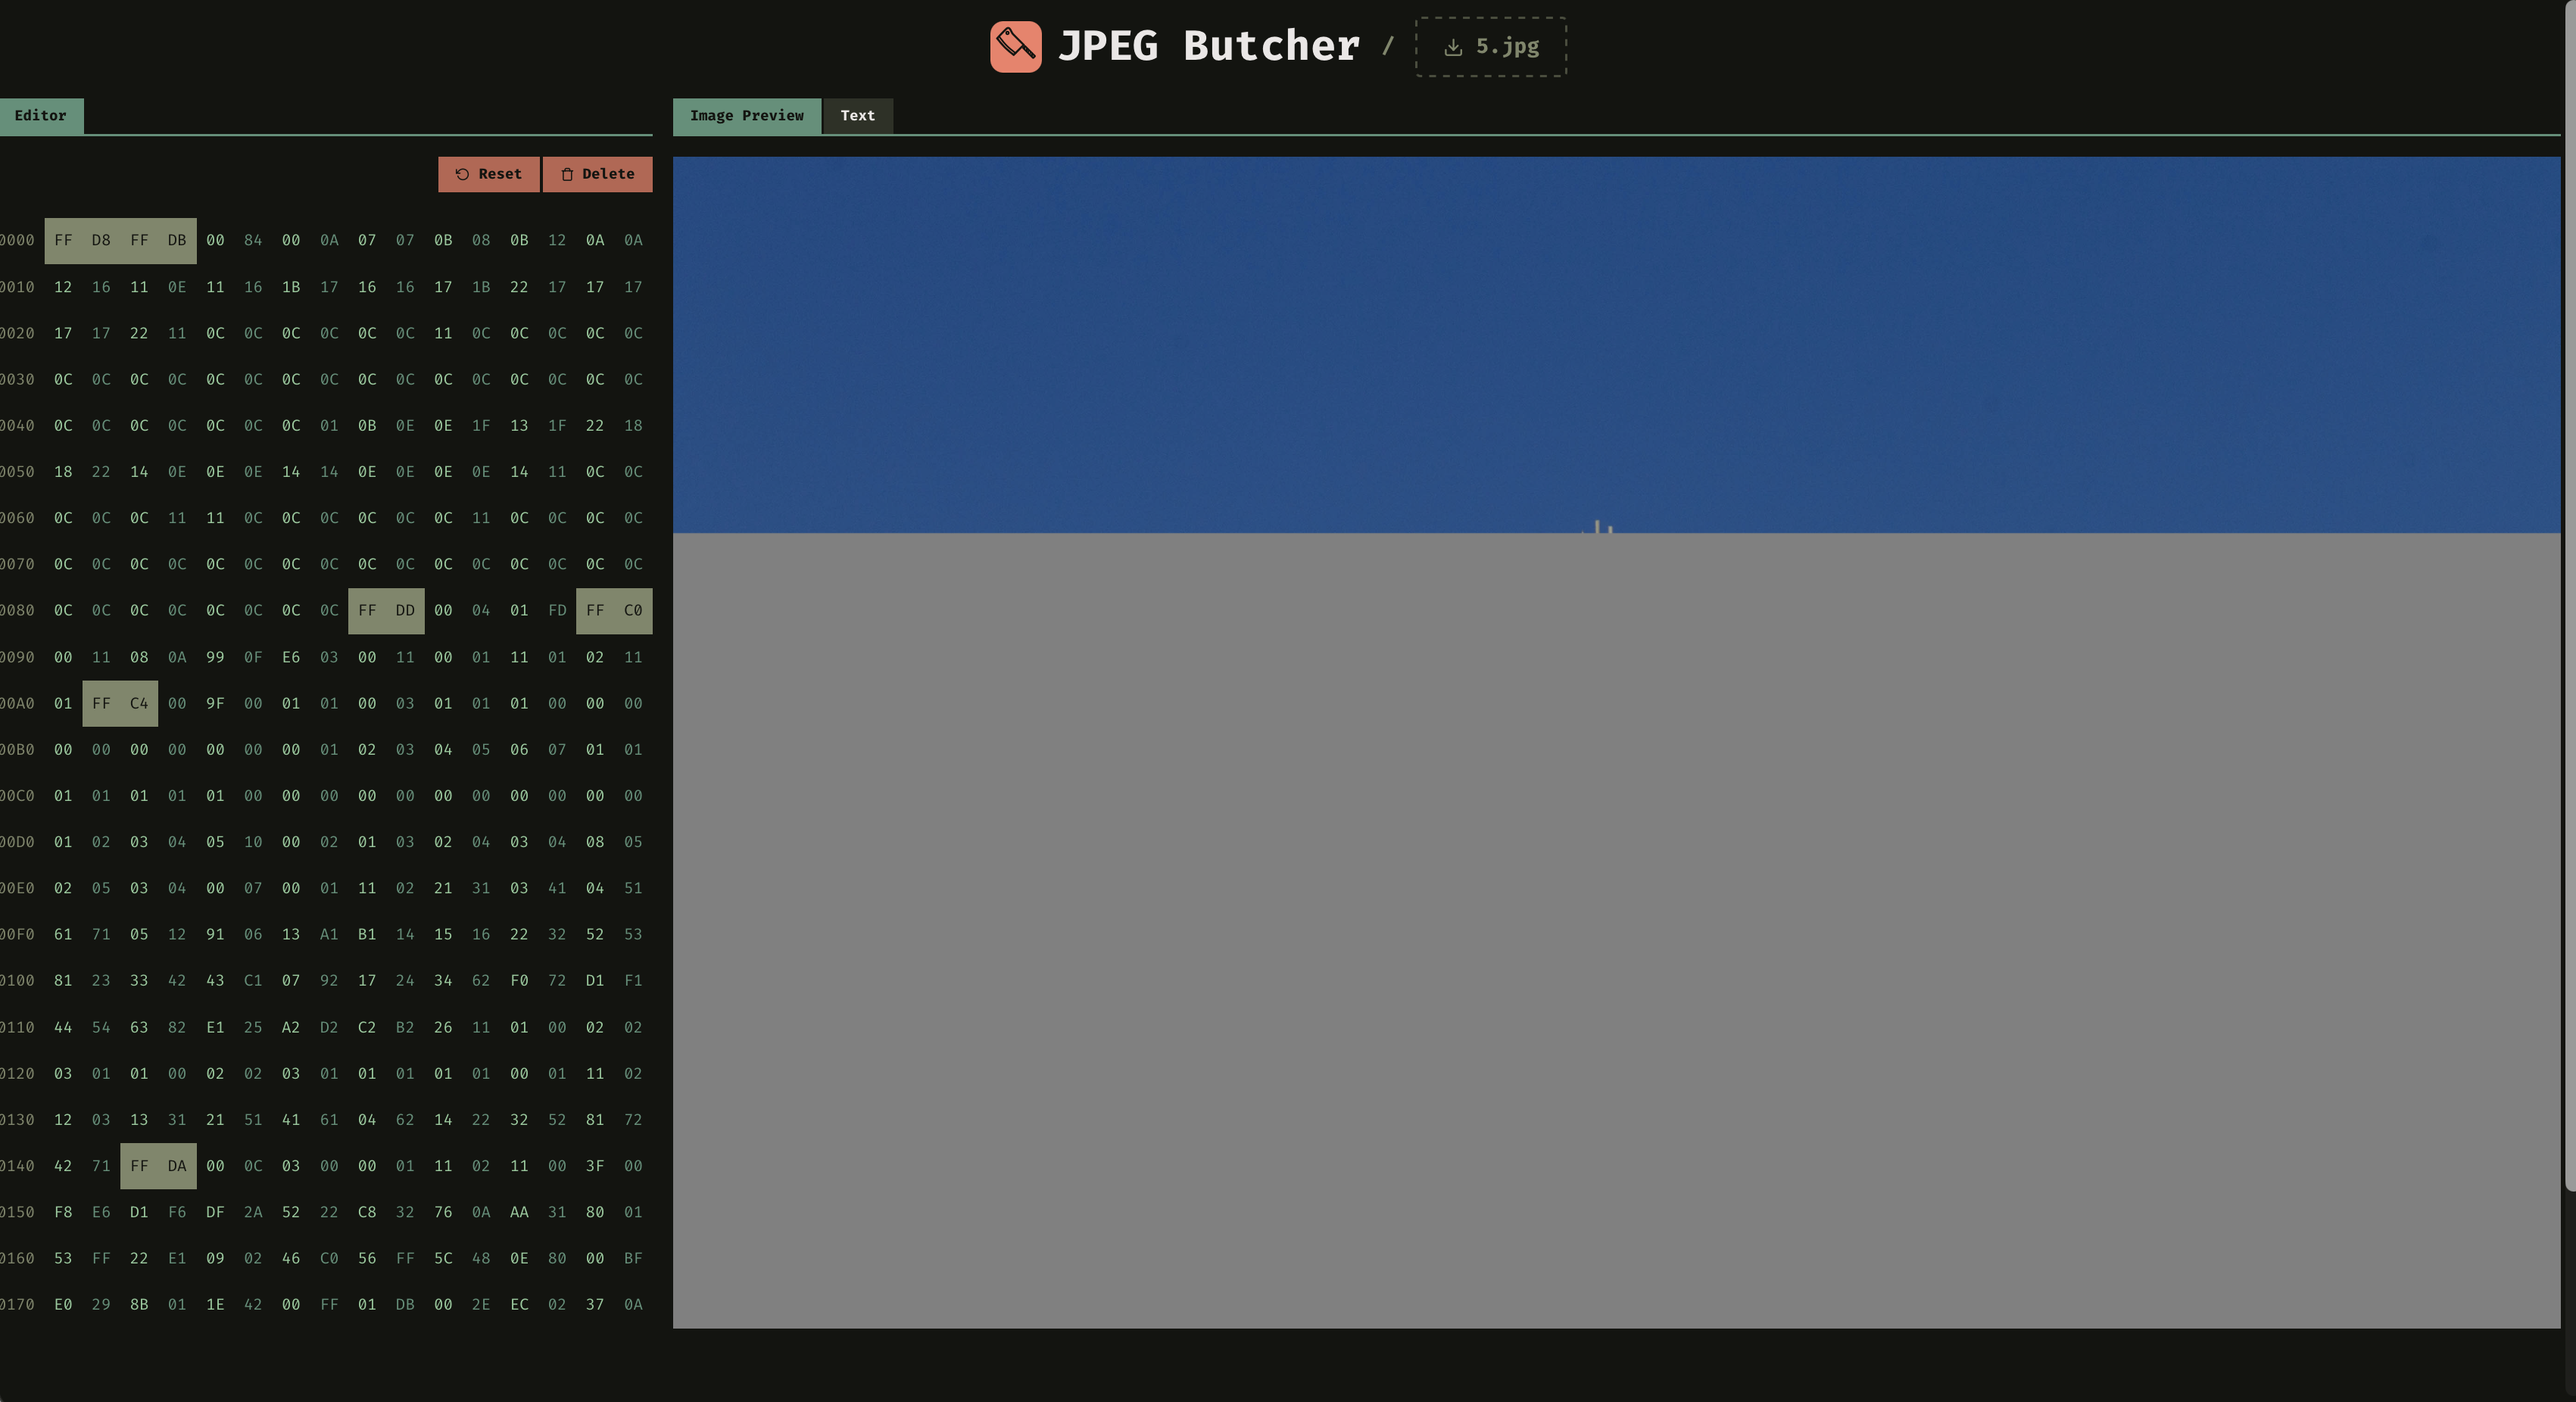 JPEG Butcher / 5.jpg
Editor
Image Preview Text
Reset Delete
0000 FF D8 FF DB 00 84 00 0A 07 07 0B 08 0B 12 0A 0A
0010 12 16 11 0E 11 16 1B 17 16 16 17 1B 22 17 17 17
0020 17 17 22 11 0C 0C 0C 0C 0C 0C 11 0C 0C 0C 0C 0C
0030 0C 0C 0C 0C 0C 0C 0C 0C 0C 0C 0C 0C 0C 0C 0C 0C
0040 0C 0C 0C 0C 0C 0C 0C 01 0B 0E 0E 1F 13 1F 22 18
0050 18 22 14 0E 0E 0E 14 14 0E 0E 0E 0E 14 11 0C 0C
0060 0C 0C 0C 11 11 0C 0C 0C 0C 0C 0C 11 0C 0C 0C 0C
0070 0C 0C 0C 0C 0C 0C 0C 0C 0C 0C 0C 0C 0C 0C 0C 0C
0080 0C 0C 0C 0C 0C 0C 0C 0C FF DD 00 04 01 FD FF C0
0090 00 11 08 0A 99 0F E6 03 00 11 00 01 11 01 02 11
00A0 01 FF C4 00 9F 00 01 01 00 03 01 01 01 00 00 00
00B0 00 00 00 00 00 00 00 01 02 03 04 05 06 07 01 01
00C0 01 01 01 01 01 00 00 00 00 00 00 00 00 00 00 00
00D0 01 02 03 04 05 10 00 02 01 03 02 04 03 04 08 05
00E0 02 05 03 04 00 07 00 01 11 02 21 31 03 41 04 51
00F0 61 71 05 12 91 06 13 A1 B1 14 15 16 22 32 52 53
0100 81 23 33 42 43 C1 07 92 17 24 34 62 F0 72 D1 F1
0110 44 54 63 82 E1 25 A2 D2 C2 B2 26 11 01 00 02 02
0120 03 01 01 00 02 02 03 01 01 01 01 01 00 01 11 02
0130 12 03 13 31 21 51 41 61 04 62 14 22 32 52 81 72
0140 42 71 FF DA 00 0C 03 00 00 01 11 02 11 00 3F 00
0150 F8 E6 D1 F6 DF 2A 52 22 C8 32 76 0A AA 31 80 01
0160 53 FF 22 E1 09 02 46 C0 56 FF 5C 48 0E 80 00 BF
0170 E0 29 8B 01 1E 42 00 FF 01 DB 00 2E EC 02 37 0A